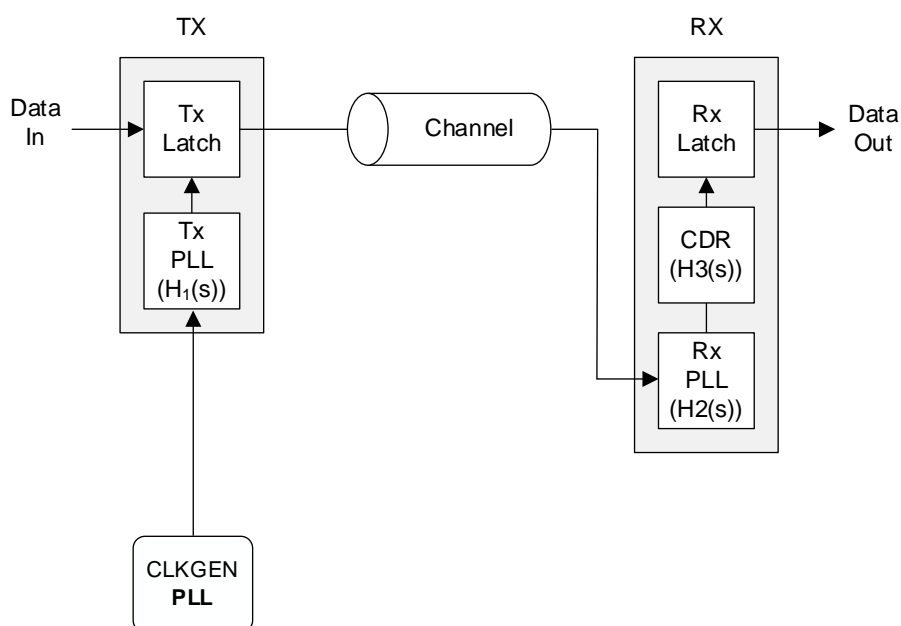 TX
RX
Data
In
Tx
Latch
Channel
Rx
Latch
Data
Out
Tx
PLL
(H₁(s))
CDR
(H3(s))
Rx
PLL
(H2(s))
CLKGEN
PLL